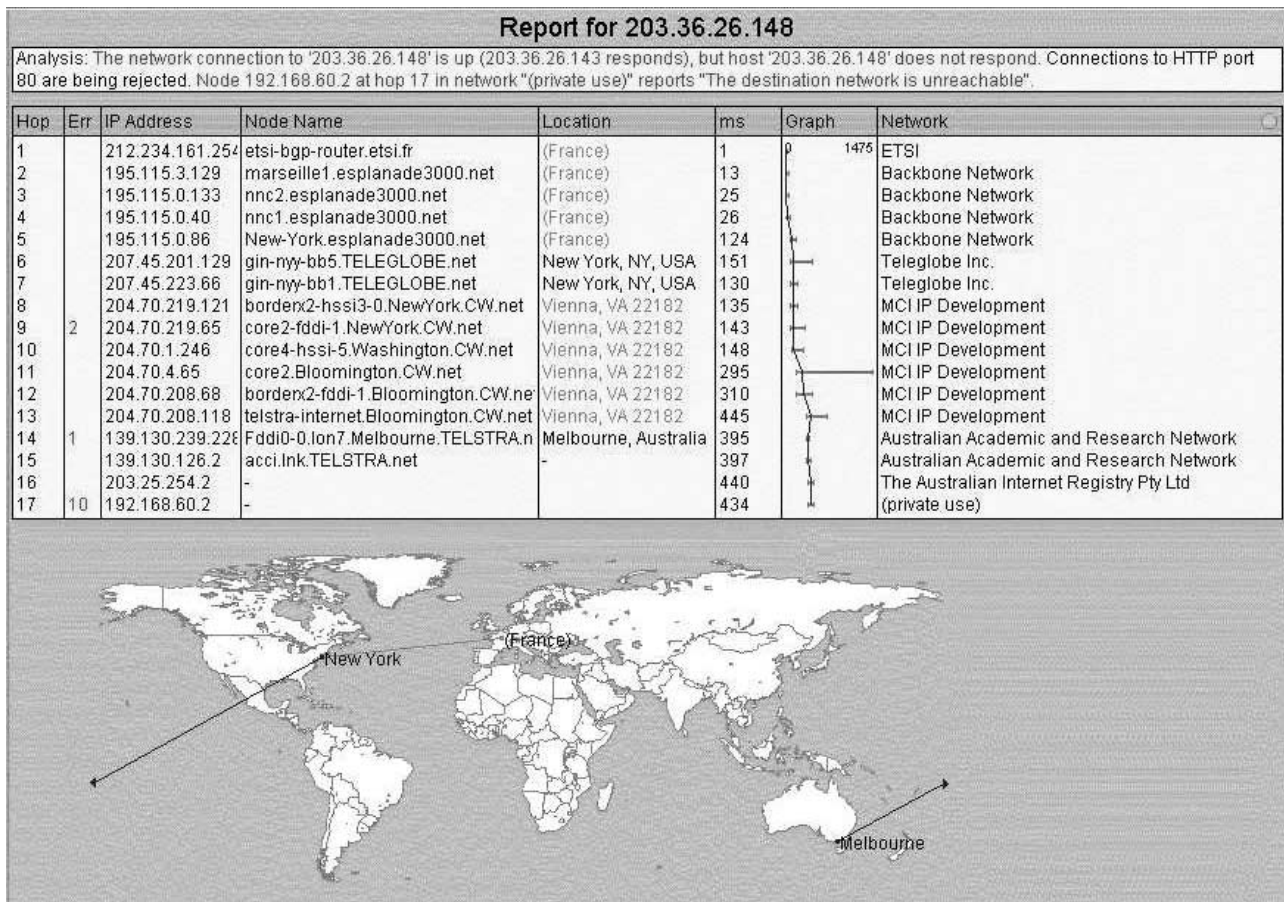 Report for 203.36.26.148
Analysis: The network connection to '203.36.26.148' is up (203.36.26.143 responds), but host '203.36.26.148' does not respond. Connections to HTTP port
80 are being rejected. Node 192.168.60.2 at hop 17 in network "(private use)" reports "The destination network is unreachable".
Hop Err IP Address Node Name Location ms Graph Network
1 212.234.161.254 etsi-bgp-router.etsi.fr (France) 1 0 1475 ETSI
2 195.115.3.129 marseille1.esplanade3000.net (France) 13 Backbone Network
3 195.115.0.133 nnc2.esplanade3000.net (France) 25 Backbone Network
4 195.115.0.40 nnc1.esplanade3000.net (France) 26 Backbone Network
5 195.115.0.86 New-York.esplanade3000.net (France) 124 Backbone Network
6 207.45.201.129 gin-nyy-bb5.TELEGLOBE.net New York, NY, USA 151 Teleglobe Inc.
7 207.45.223.66 gin-nyy-bb1.TELEGLOBE.net New York, NY, USA 130 Teleglobe Inc.
8 204.70.219.121 borderx2-hssi3-0.NewYork.CW.net Vienna, VA 22182 135 MCI IP Development
9 2 204.70.219.65 core2-fddi-1.NewYork.CW.net Vienna, VA 22182 143 MCI IP Development
10 204.70.1.246 core4-hssi-5.Washington.CW.net Vienna, VA 22182 148 MCI IP Development
11 204.70.4.65 core2.Bloomington.CW.net Vienna, VA 22182 295 MCI IP Development
12 204.70.208.68 borderx2-fddi-1.Bloomington.CW.ne Vienna, VA 22182 310 MCI IP Development
13 204.70.208.118 telstra-internet.Bloomington.CW.net Vienna, VA 22182 445 MCI IP Development
14 1 139.130.239.228 Fddi0-0.lon7.Melbourne.TELSTRA.n Melbourne, Australia 395 Australian Academic and Research Network
15 139.130.126.2 acci.lnk.TELSTRA.net - 397 Australian Academic and Research Network
16 203.25.254.2 - 440 The Australian Internet Registry Pty Ltd
17 10 192.168.60.2 - 434 (private use)
(France)
New York
Melbourne